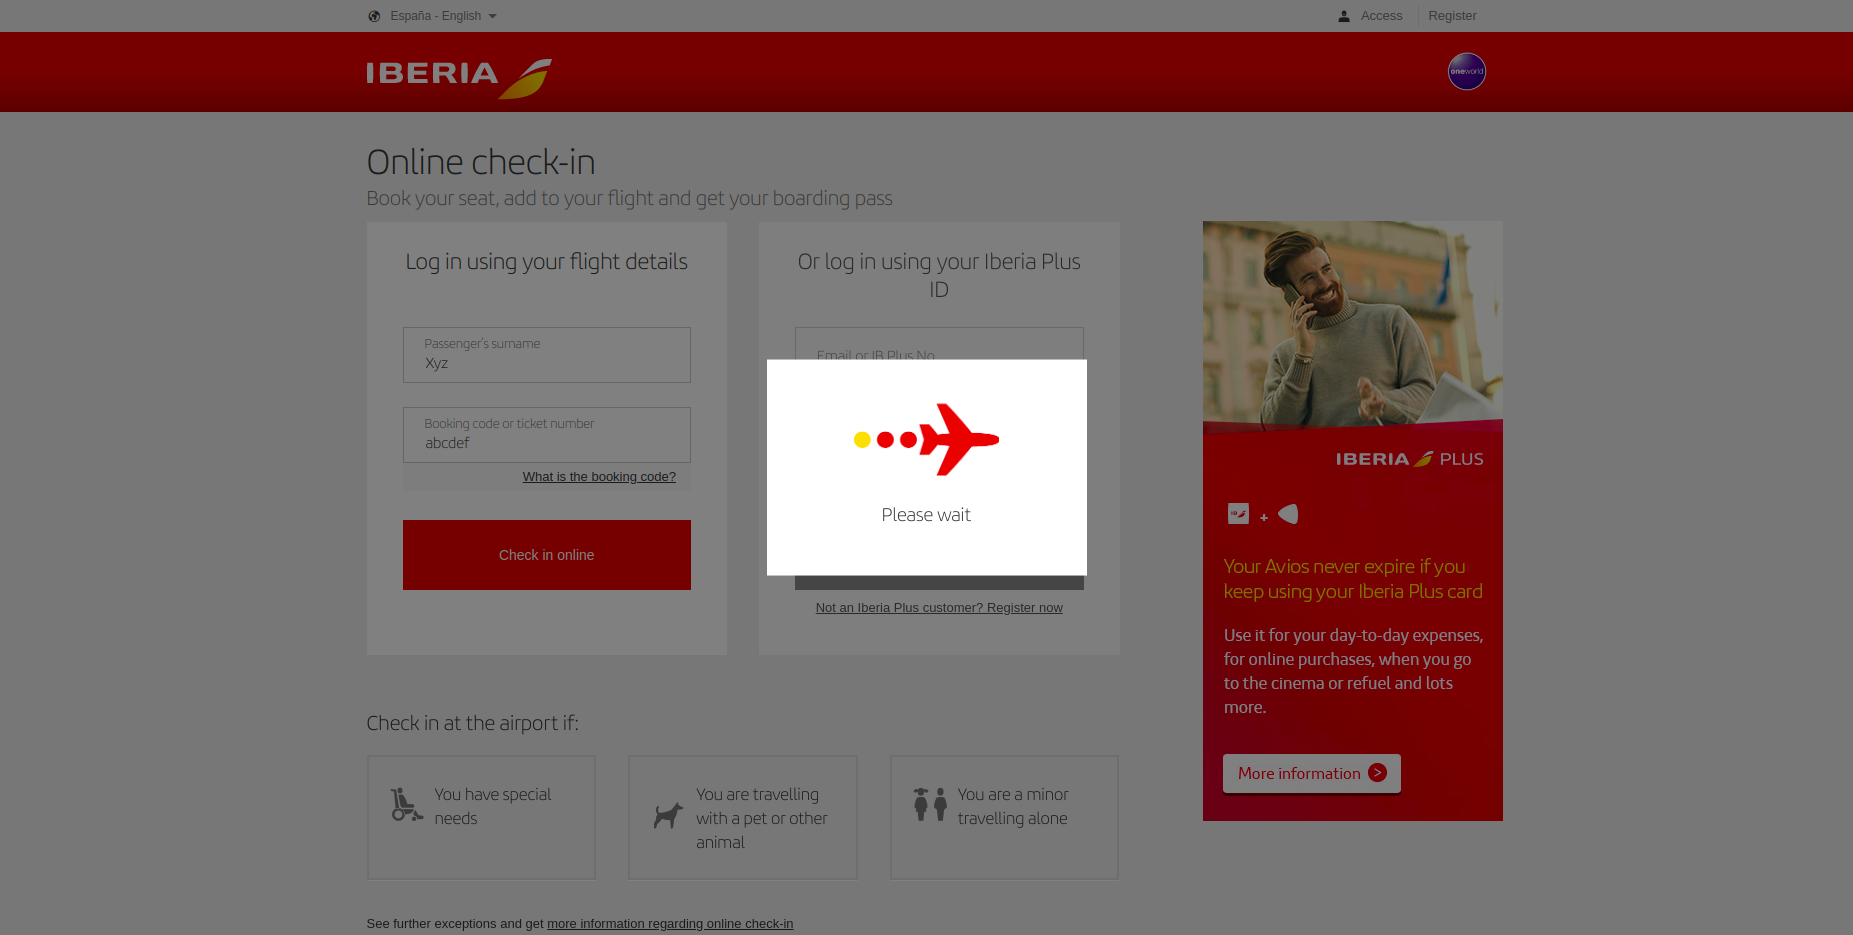 España - English
Access
Register
IBERIA
oneworld
Online check-in
Book your seat, add to your flight and get your boarding pass
Log in using your flight details
Passenger's surname
Xyz
Booking code or ticket number
abcdef
What is the booking code?
Check in online
Or log in using your Iberia Plus
ID
Email or IB Plus No
Please wait
Not an Iberia Plus customer? Register now
IBERIA PLUS
+
Your Avios never expire if you
keep using your Iberia Plus card
Use it for your day-to-day expenses,
for online purchases, when you go
to the cinema or refuel and lots
more.
More information >
Check in at the airport if:
You have special
needs
You are travelling
with a pet or other
animal
You are a minor
travelling alone
See further exceptions and get more information regarding online check-in